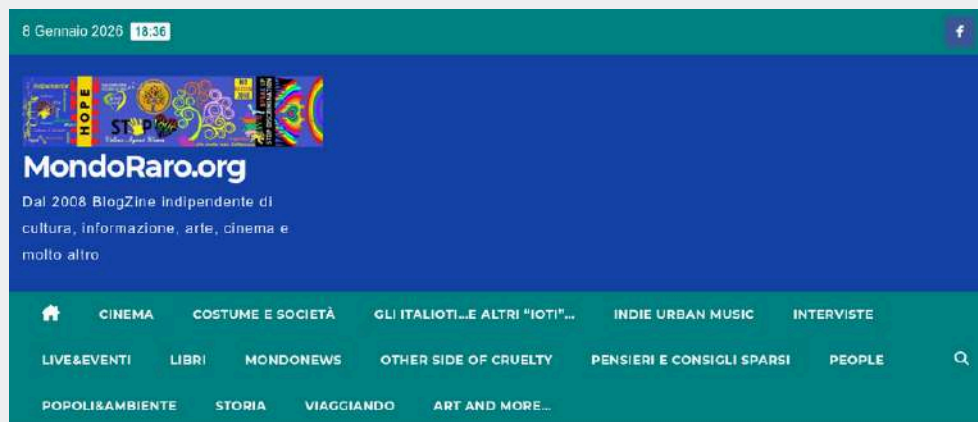 8 Gennaio 2026 18:36
HOPE
STOP
MondoRaro.org
Dal 2008 BlogZine indipendente di
cultura, informazione, arte, cinema e
molto altro
CINEMA COSTUME E SOCIETÀ GLI ITALIOTI...E ALTRI "IOTI"... INDIE URBAN MUSIC INTERVISTE
LIVE&EVENTI LIBRI MONDONEWS OTHER SIDE OF CRUELTY PENSIERI E CONSIGLI SPARSI PEOPLE
POPOLI&AMBIENTE STORIA VIAGGIANDO ART AND MORE...